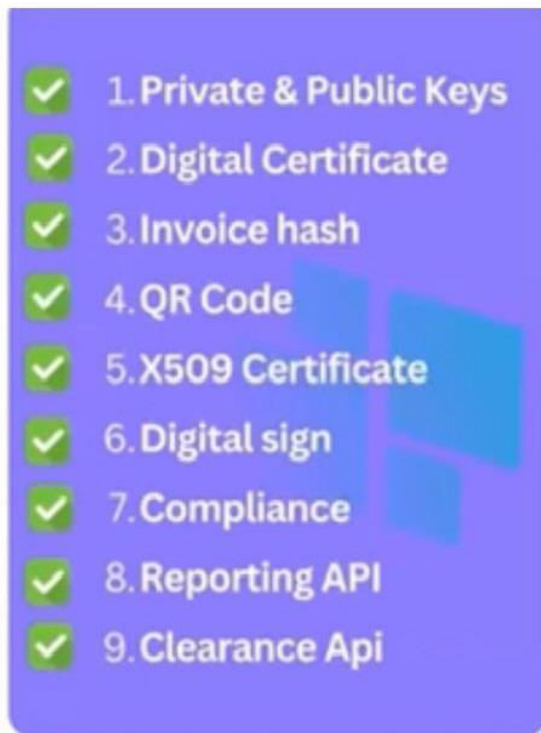 1. Private & Public Keys
2. Digital Certificate
3. Invoice hash
4. QR Code
5. X509 Certificate
6. Digital sign
7. Compliance
8. Reporting API
9. Clearance Api